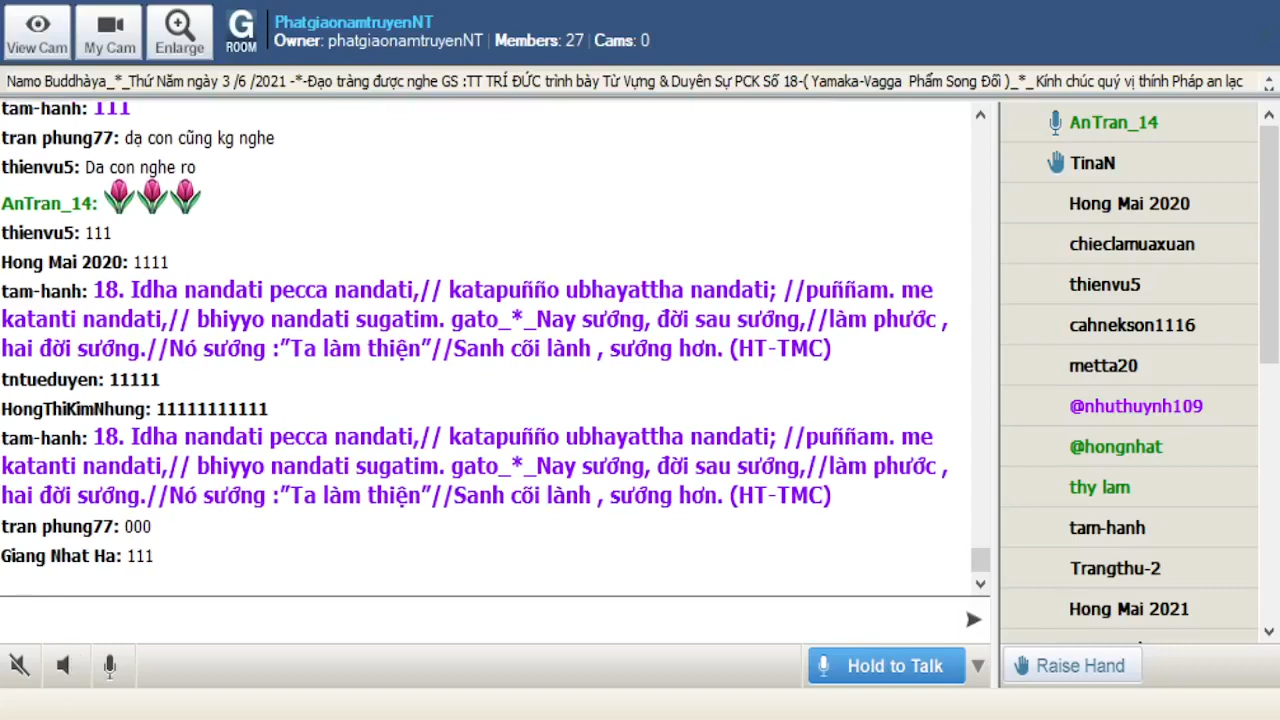 View Cam
My Cam
Enlarge
G
ROOM
PhatgiaonamtruyenNT
Owner: phatgiaonamtruyenNT | Members: 27 | Cams: 0
Namo Buddhàya_*_Thứ Năm ngày 3 /6 /2021 -*-Đạo tràng được nghe GS :TT TRÍ ĐỨC trình bày Từ Vựng & Duyên Sự PCK Số 18-( Yamaka-Vagga Phẩm Song Đối )_*_ Kính chúc quý vị thính Pháp an lạc
tam-hanh: 111
tran phung77: dạ con cũng kg nghe
thienvu5: Da con nghe ro
AnTran_14:
thienvu5: 111
Hong Mai 2020: 1111
tam-hanh: 18. Idha nandati pecca nandati,// katapuñño ubhayattha nandati; //puññam. me
katanti nandati,// bhiyyo nandati sugatim. gato_*_Nay sướng, đời sau sướng,//làm phước ,
hai đời sướng.//Nó sướng :”Ta làm thiện”//Sanh cõi lành , sướng hơn. (HT-TMC)
tntueduyen: 11111
HongThiKimNhung: 11111111111
tam-hanh: 18. Idha nandati pecca nandati,// katapuñño ubhayattha nandati; //puññam. me
katanti nandati,// bhiyyo nandati sugatim. gato_*_Nay sướng, đời sau sướng,//làm phước ,
hai đời sướng.//Nó sướng :”Ta làm thiện”//Sanh cõi lành , sướng hơn. (HT-TMC)
tran phung77: 000
Giang Nhat Ha: 111
Hold to Talk
AnTran_14
TinaN
Hong Mai 2020
chieclamuaxuan
thienvu5
cahnekson1116
metta20
@nhuthuynh109
@hongnhat
thy lam
tam-hanh
Trangthu-2
Hong Mai 2021
Raise Hand